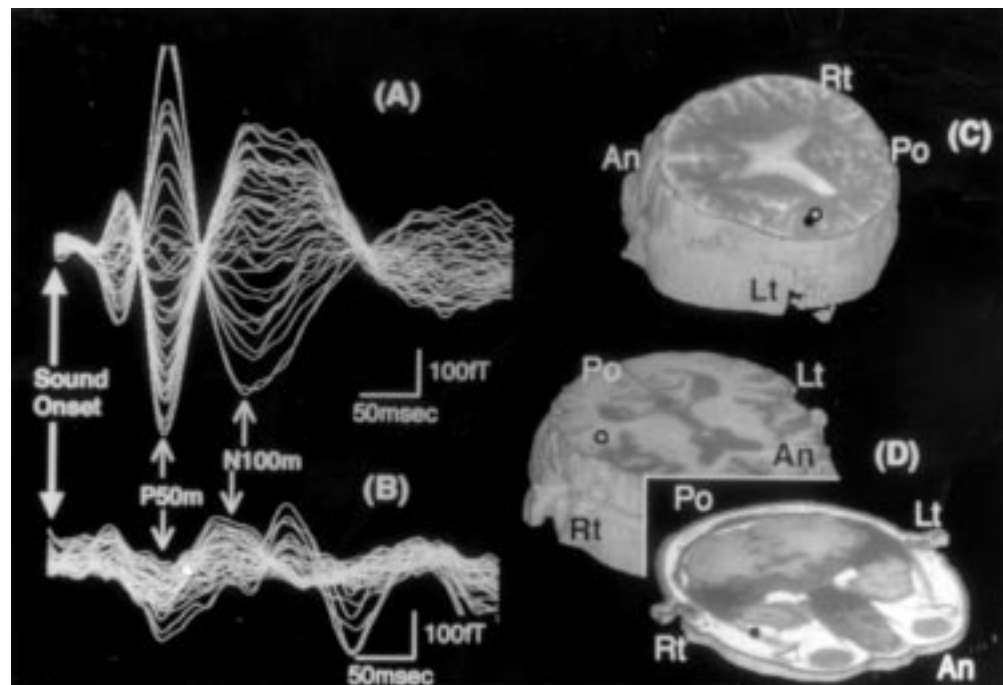 (A)
Sound
Onset
100fT
50msec
N100m
P50m
(B)
100fT
50msec
Rt
An
Po
(C)
Lt
Po
Lt
An
(D)
Rt
Po
Lt
Rt
An